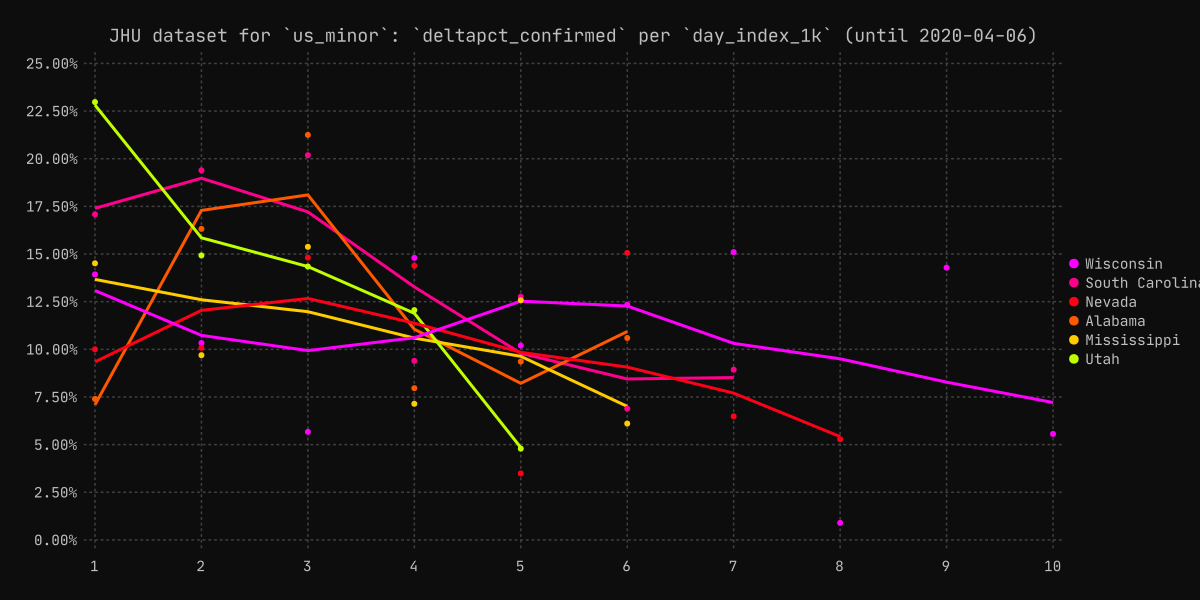 JHU dataset for `us_minor`: `deltapct_confirmed` per `day_index_1k` (until 2020-04-06)
25.00%
22.50%
20.00%
17.50%
15.00%
12.50%
10.00%
7.50%
5.00%
2.50%
0.00%
1 2 3 4 5 6 7 8 9 10
Wisconsin
South Carolina
Nevada
Alabama
Mississippi
Utah